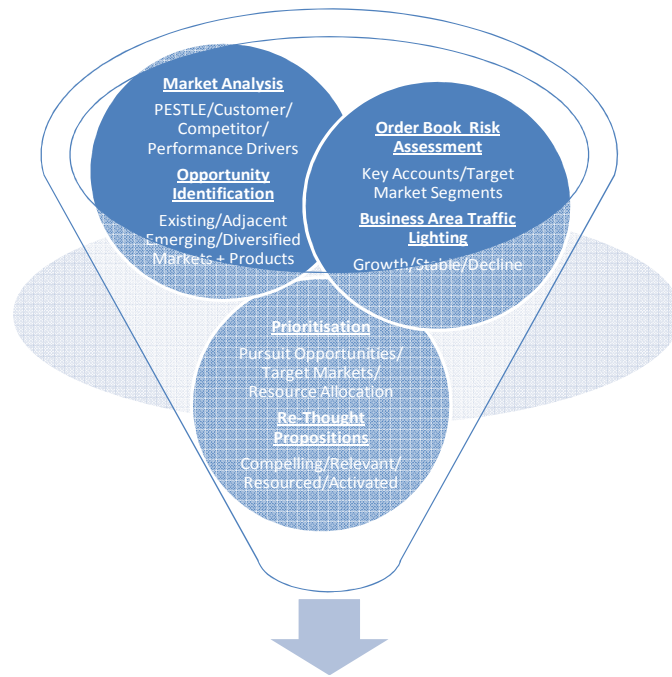 Market Analysis
PESTLE/Customer/
Competitor/
Performance Drivers
Opportunity
Identification
Existing/Adjacent
Emerging/Diversified
Markets + Products
Order Book Risk
Assessment
Key Accounts/Target
Market Segments
Business Area Traffic
Lighting
Growth/Stable/Decline
Prioritisation
Pursuit Opportunities/
Target Markets/
Resource Allocation
Re-Thought
Propositions
Compelling/Relevant/
Resourced/Activated